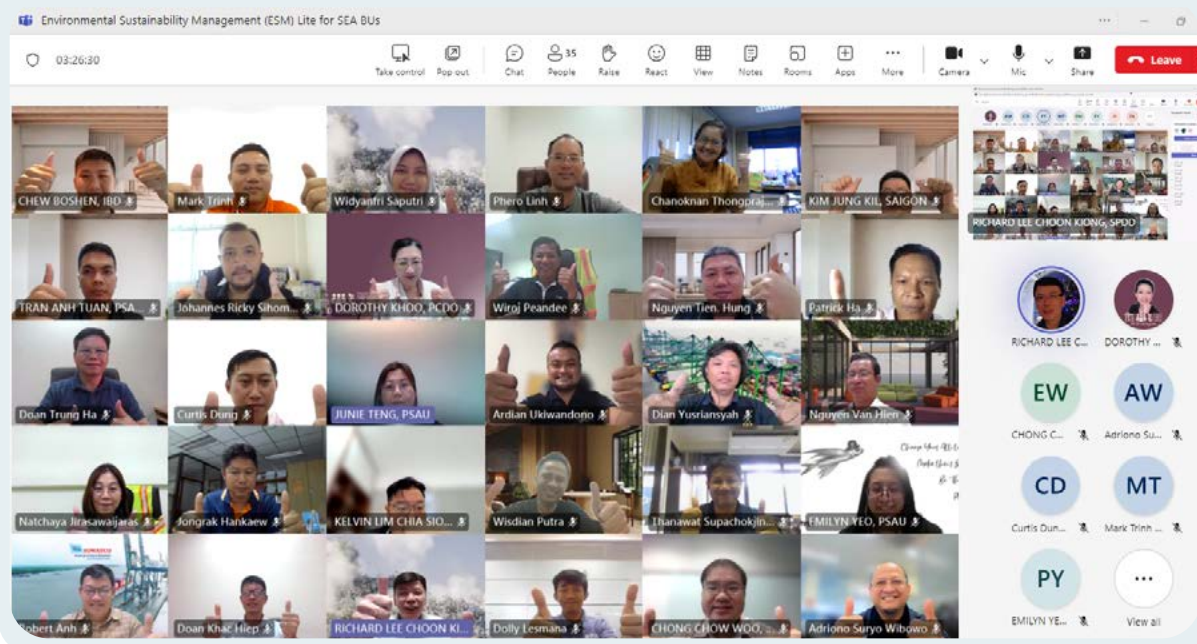 Environmental Sustainability Management (ESM) Lite for SEA BUs
03:26:30
Take control
Pop out
Chat
35
People
Raise
React
View
Notes
Rooms
Apps
More
Camera
Mic
Share
Leave
CHEW BOSHEN, IBD
Mark Trinh
Widyantri Saputri
Phero Linh
Chanoknan Thongpraj...
KIM JUNG KIL, SAIGON
RICHARD LEE CHOON KIONG, SPDD
TRAN ANH TUAN, PSA...
Johannes Ricky Sihom...
DOROTHY KHOO, PCDO
Wiroj Peandee
Nguyen Tien. Hung
Patrick Ha
RICHARD LEE C...
DOROTHY ...
Doan Trung Ha
Curtis Dung
JUNIE TENG, PSAU
Ardian Ukiwandono
Dian Yusriansyah
Nguyen Van Hien
EW
AW
CHONG C...
Adriono Su...
Natchaya Jirasawaijaras
Jongrak Hankaew
KELVIN LIM CHIA SIO...
Wisdian Putra
Thanawat Supachokjin...
EMILYN YEO, PSAU
CD
MT
Curtis Dun...
Mark Trinh ...
Robert Anh
Doan Khac Hiep
RICHARD LEE CHOON KI...
Dolly Lesmana
CHONG CHOW WOO, ...
Adriono Suryo Wibowo
PY
...
EMILYN YE...
View all